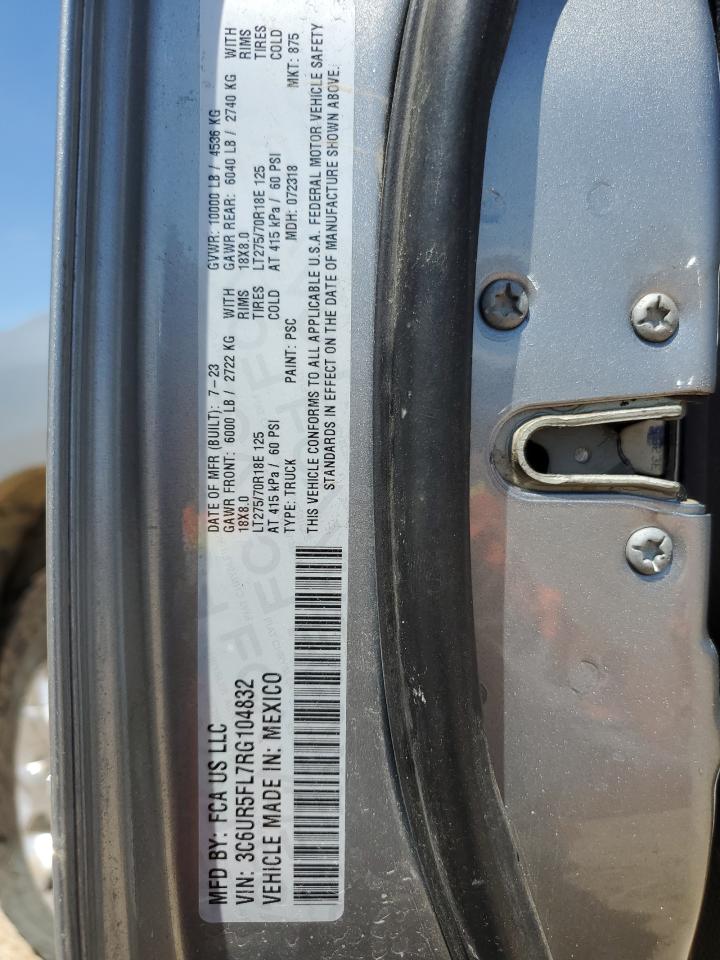 MFD BY: FCA US LLC
VIN: 3C6UR5FL7RG104832
VEHICLE MADE IN: MEXICO
DATE OF MFR (BUILT): 7-23 GVWR: 10000 LB / 4536 KG
GAWR FRONT: 6000 LB / 2722 KG WITH GAWR REAR: 6040 LB / 2740 KG WITH
18X8.0 RIMS 18X8.0 RIMS
LT275/70R18E 125 TIRES LT275/70R18E 125 TIRES
AT 415 kPa / 60 PSI COLD AT 415 kPa / 60 PSI COLD
TYPE: TRUCK PAINT: PSC MDH: 072318 MKT: 875
THIS VEHICLE CONFORMS TO ALL APPLICABLE U.S.A. FEDERAL MOTOR VEHICLE SAFETY
STANDARDS IN EFFECT ON THE DATE OF MANUFACTURE SHOWN ABOVE.